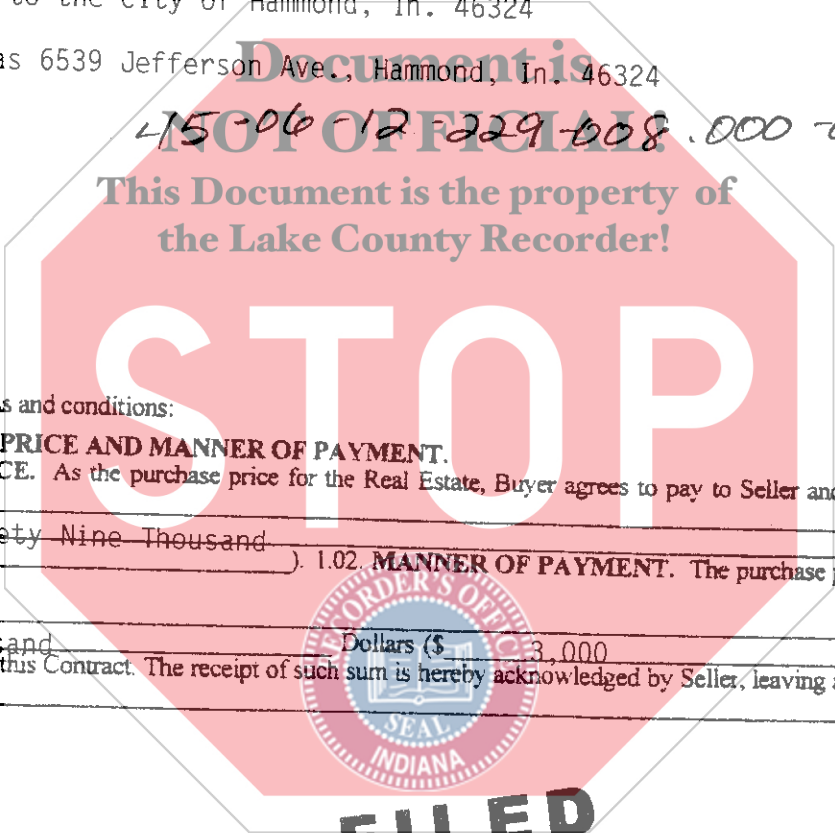 to the City of Hammond, In. 46324
as 6539 Jefferson Ave., Hammond, In. 46324
Document is
45-06-12-229-008.000-
NOT OFFICIAL!
This Document is the property of
the Lake County Recorder!
STOP
s and conditions:
PRICE AND MANNER OF PAYMENT.
CE. As the purchase price for the Real Estate, Buyer agrees to pay to Seller and
ety Nine Thousand
). 1.02. MANNER OF PAYMENT. The purchase
sand Dollars ($ 3,000
this Contract. The receipt of such sum is hereby acknowledged by Seller, leaving a
RECORDER'S OFFICE
SEAL
INDIANA
FILED